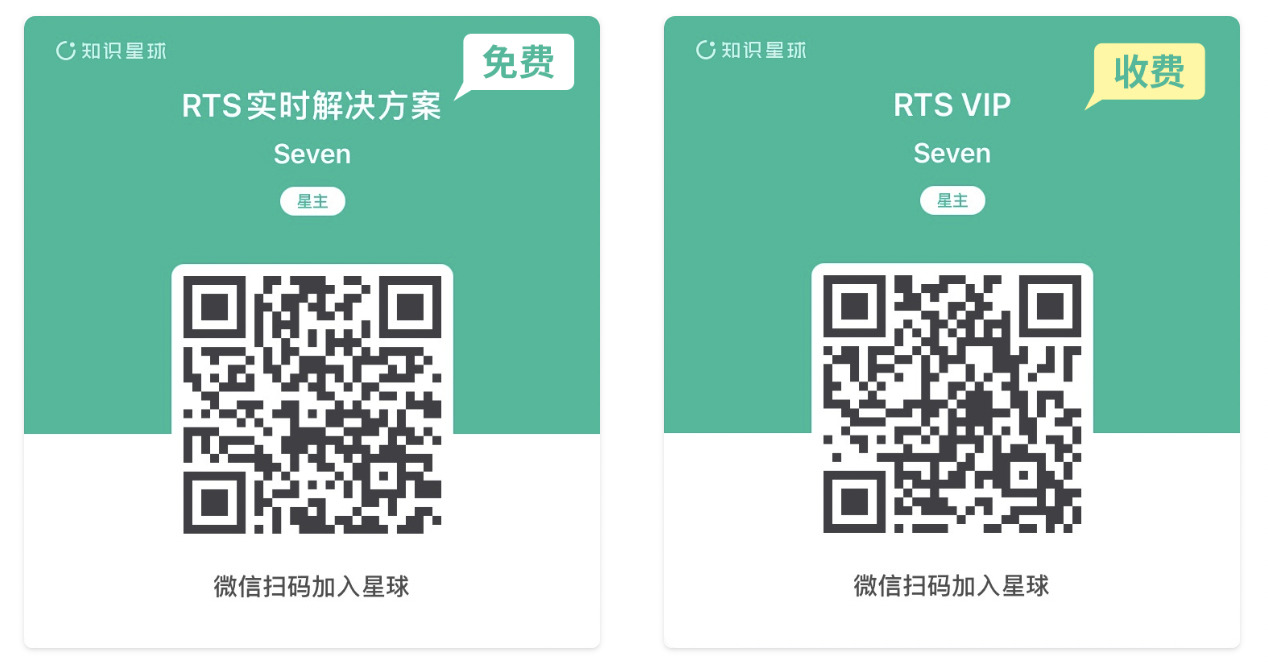 知识星球
免费
RTS实时解决方案
Seven
星主
微信扫码加入星球
知识星球
收费
RTS VIP
Seven
星主
微信扫码加入星球